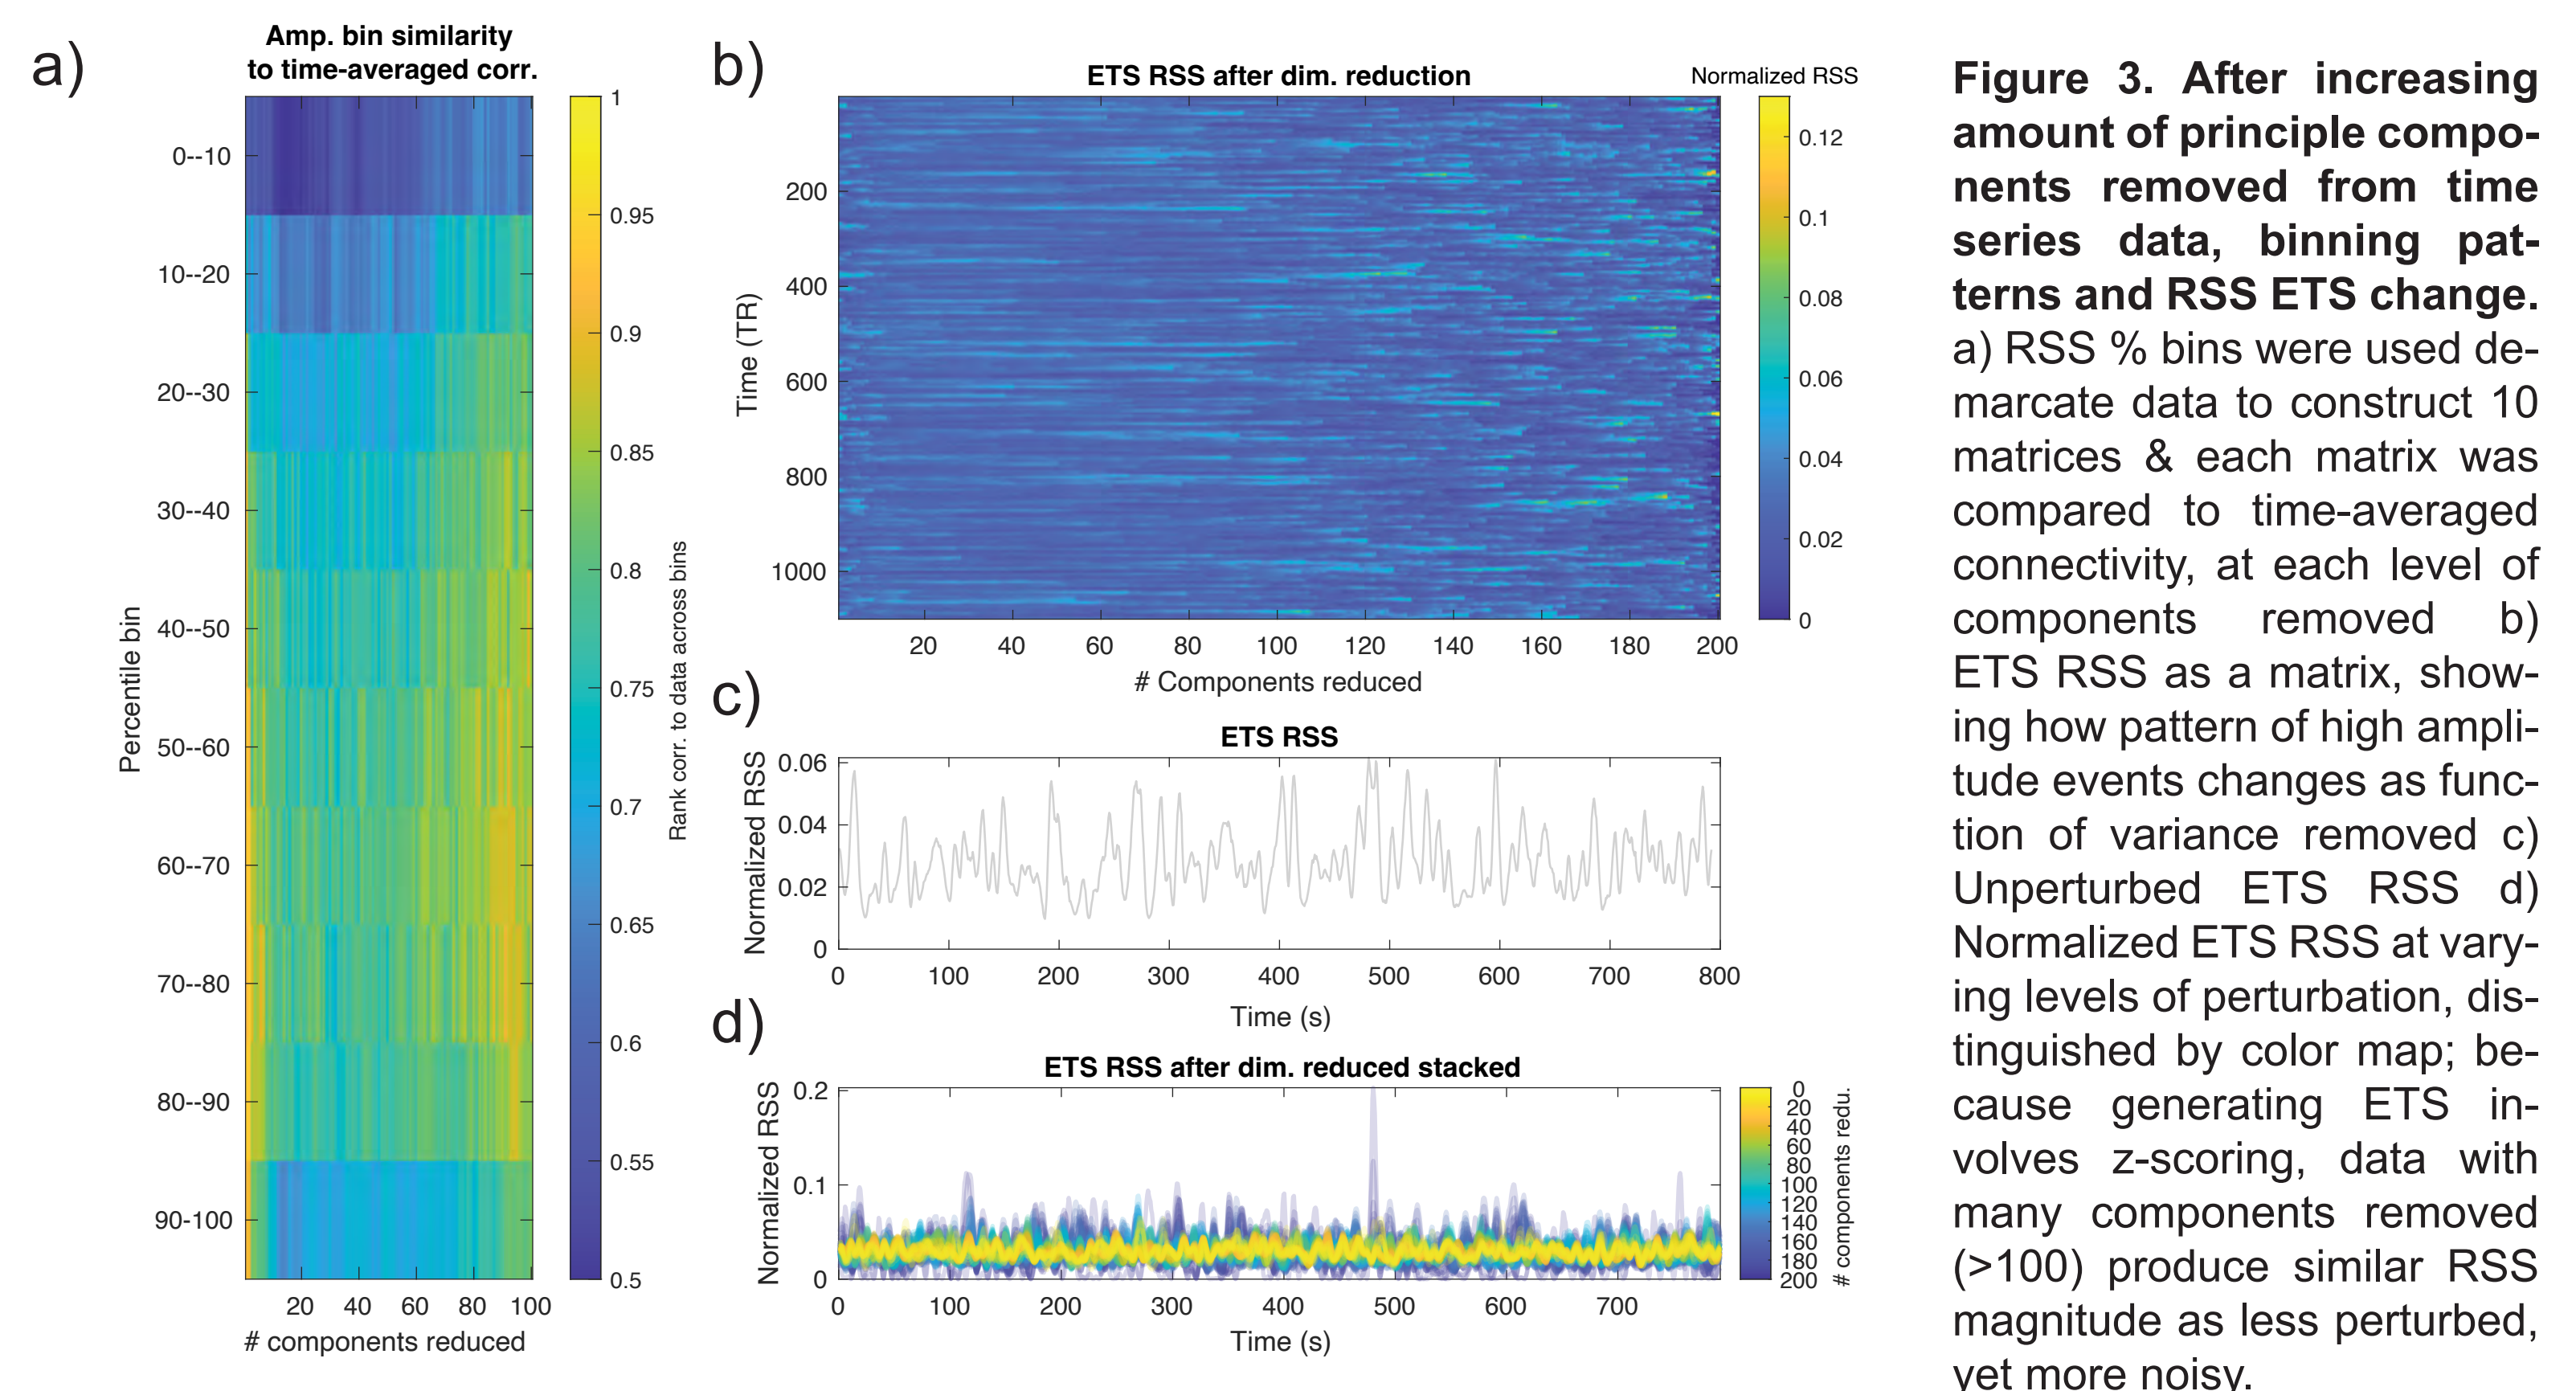 a)
Amp. bin similarity
to time-averaged corr.
0--10
10--20
20--30
30--40
40--50
50--60
60--70
70--80
80--90
90-100
Percentile bin
20 40 60 80 100
# components reduced
1
0.95
0.9
0.85
0.8
0.75
0.7
0.65
0.6
0.55
0.5
Rank corr. to data across bins
b)
ETS RSS after dim. reduction
Normalized RSS
200
400
600
800
1000
Time (TR)
20 40 60 80 100 120 140 160 180 200
# Components reduced
0.12
0.1
0.08
0.06
0.04
0.02
0
c)
ETS RSS
Normalized RSS
0.06
0.04
0.02
0
0 100 200 300 400 500 600 700 800
Time (s)
d)
ETS RSS after dim. reduced stacked
Normalized RSS
0.2
0.1
0
0 100 200 300 400 500 600 700
Time (s)
0
20
40
60
80
100
120
140
160
180
200
# components redu.
Figure 3. After increasing
amount of principle compo-
nents removed from time
series data, binning pat-
terns and RSS ETS change.
a) RSS % bins were used de-
marcate data to construct 10
matrices & each matrix was
compared to time-averaged
connectivity, at each level of
components removed b)
ETS RSS as a matrix, show-
ing how pattern of high ampli-
tude events changes as func-
tion of variance removed c)
Unperturbed ETS RSS d)
Normalized ETS RSS at vary-
ing levels of perturbation, dis-
tinguished by color map; be-
cause generating ETS in-
volves z-scoring, data with
many components removed
(>100) produce similar RSS
magnitude as less perturbed,
yet more noisy.